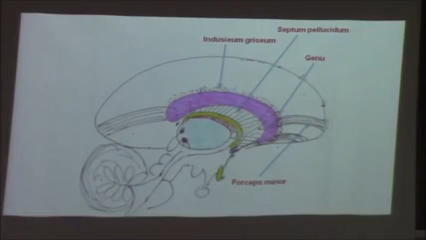 Septum pellucidum
Indusieum griseum
Genu
Forceps minor